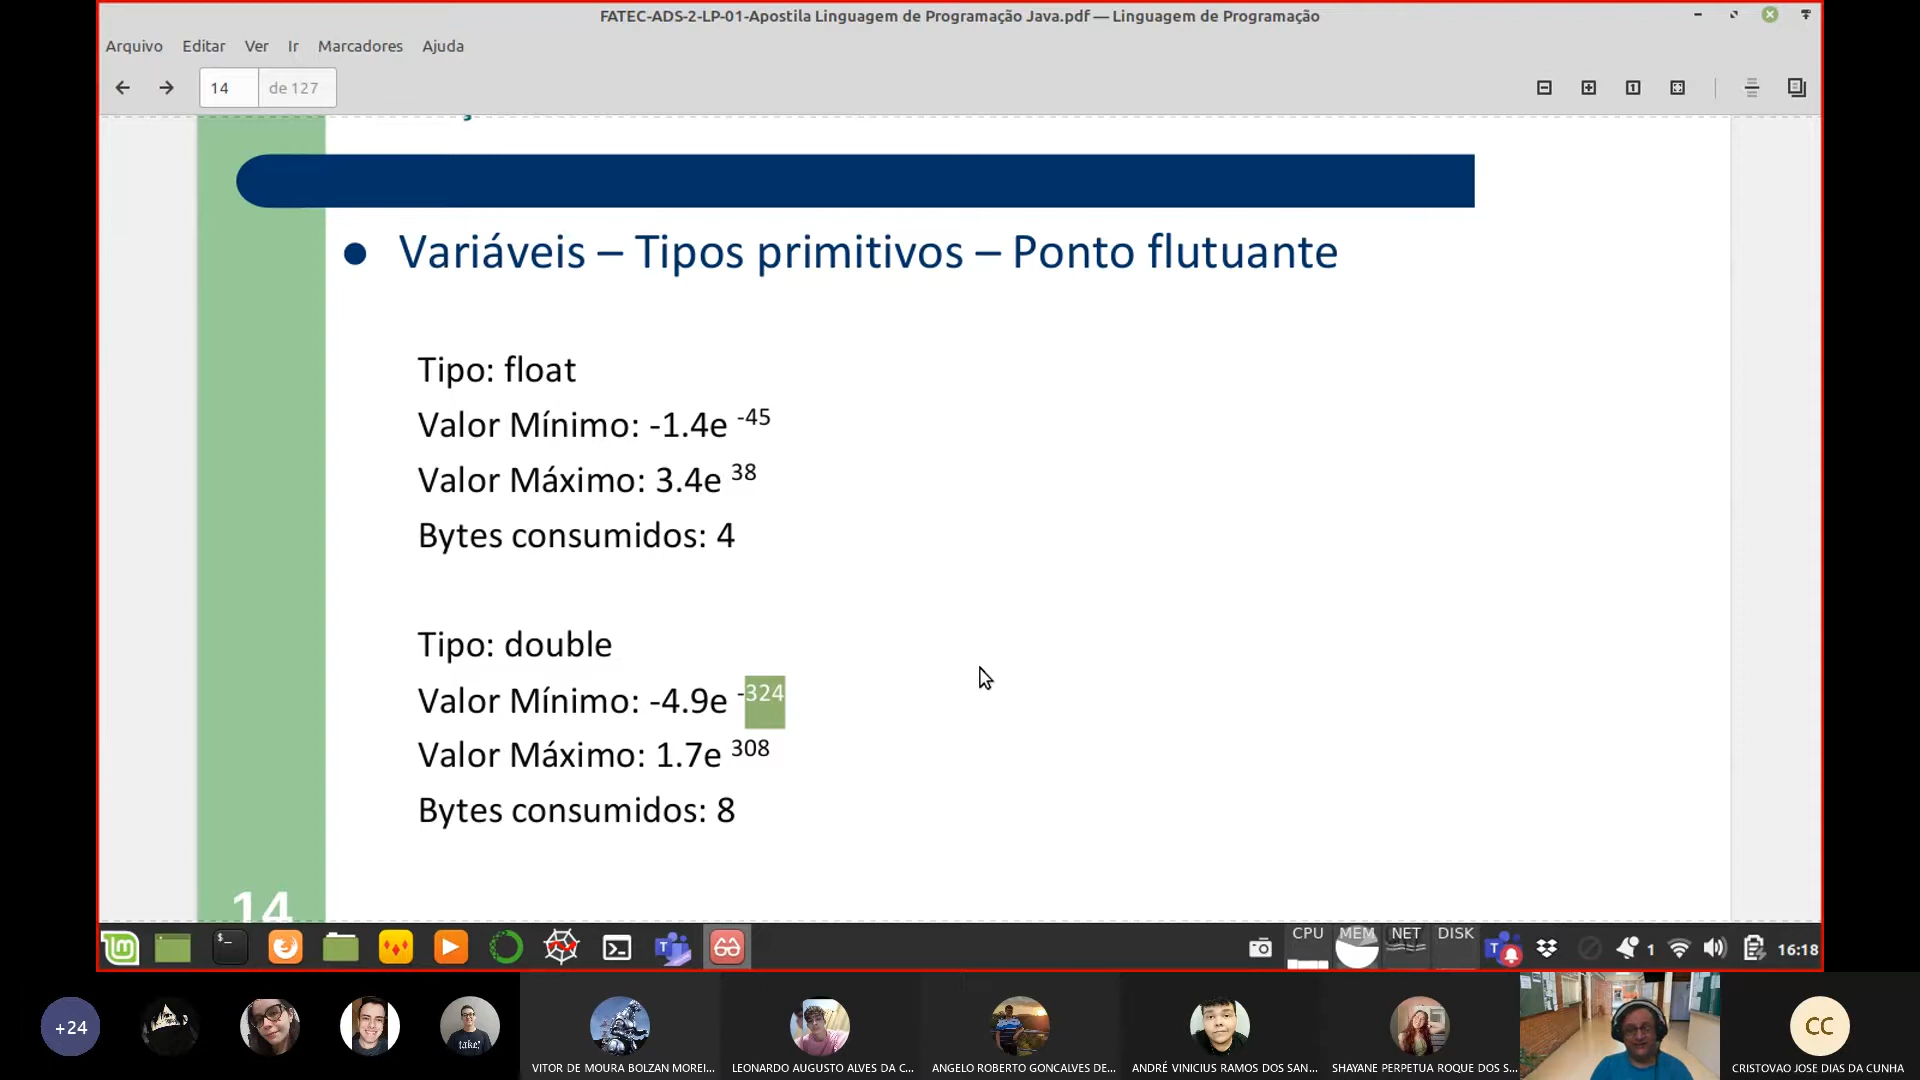 FATEC-ADS-2-LP-01-Apostila Linguagem de Programação Java.pdf — Linguagem de Programação
Arquivo Editar Ver Ir Marcadores Ajuda
14 de 127
Variáveis – Tipos primitivos – Ponto flutuante
Tipo: float
Valor Mínimo: -1.4e -45
Valor Máximo: 3.4e 38
Bytes consumidos: 4
Tipo: double
Valor Mínimo: -4.9e -324
Valor Máximo: 1.7e 308
Bytes consumidos: 8
14
CPU MEM NET DISK
1 16:18
+24
take!
CC
VITOR DE MOURA BOLZAN MOREI... LEONARDO AUGUSTO ALVES DA C... ANGELO ROBERTO GONCALVES DE... ANDRÉ VINICIUS RAMOS DOS SAN... SHAYANE PERPETUA ROQUE DOS S... CRISTOVAO JOSE DIAS DA CUNHA